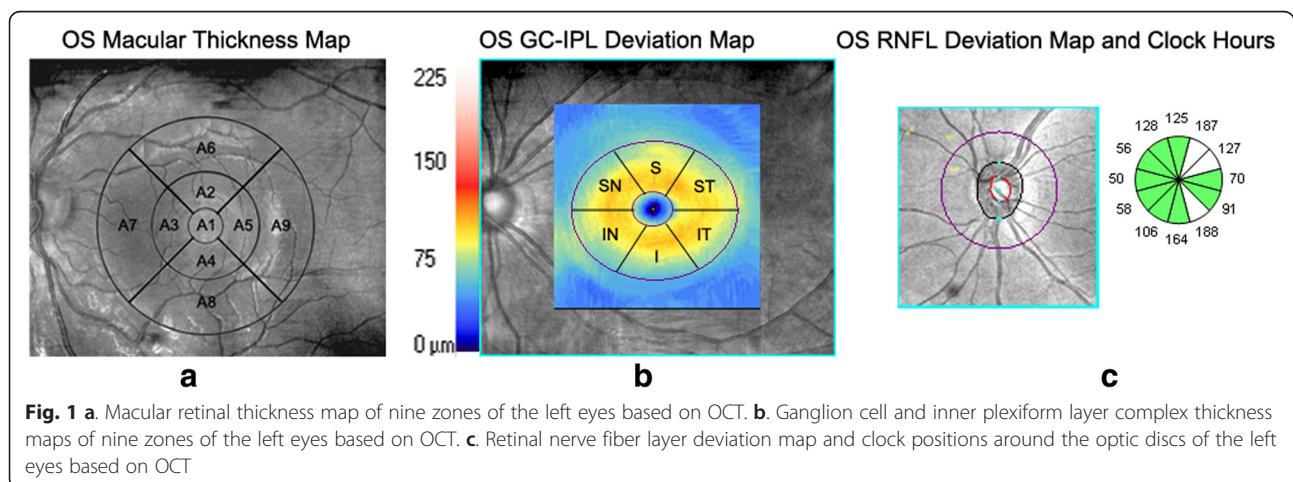 OS Macular Thickness Map
OS GC-IPL Deviation Map
OS RNFL Deviation Map and Clock Hours
A6
A2
A7 A3 A1 A5 A9
A4
A8
225
150
75
0 µm
S
SN ST
IN IT
I
125
128 187
56 127
50 70
58 91
106 188
164
a
b
c
Fig. 1 a. Macular retinal thickness map of nine zones of the left eyes based on OCT. b. Ganglion cell and inner plexiform layer complex thickness
maps of nine zones of the left eyes based on OCT. c. Retinal nerve fiber layer deviation map and clock positions around the optic discs of the left
eyes based on OCT